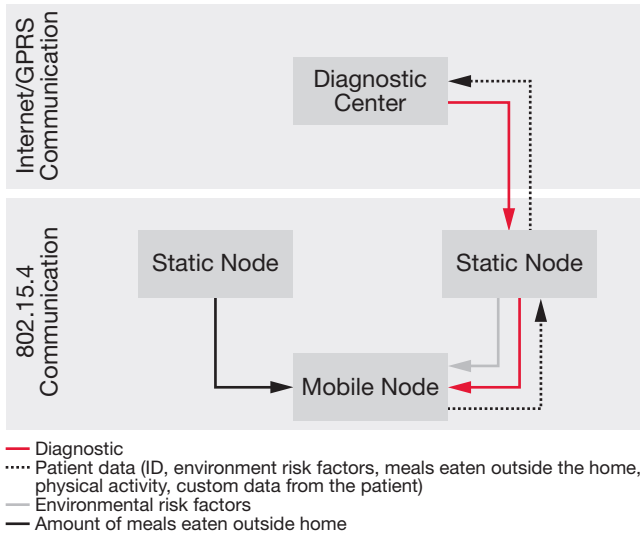 Internet/GPRS
Communication
Diagnostic
Center
802.15.4
Communication
Static Node
Static Node
Mobile Node
Diagnostic
Patient data (ID, environment risk factors, meals eaten outside the home,
physical activity, custom data from the patient)
Environmental risk factors
Amount of meals eaten outside home